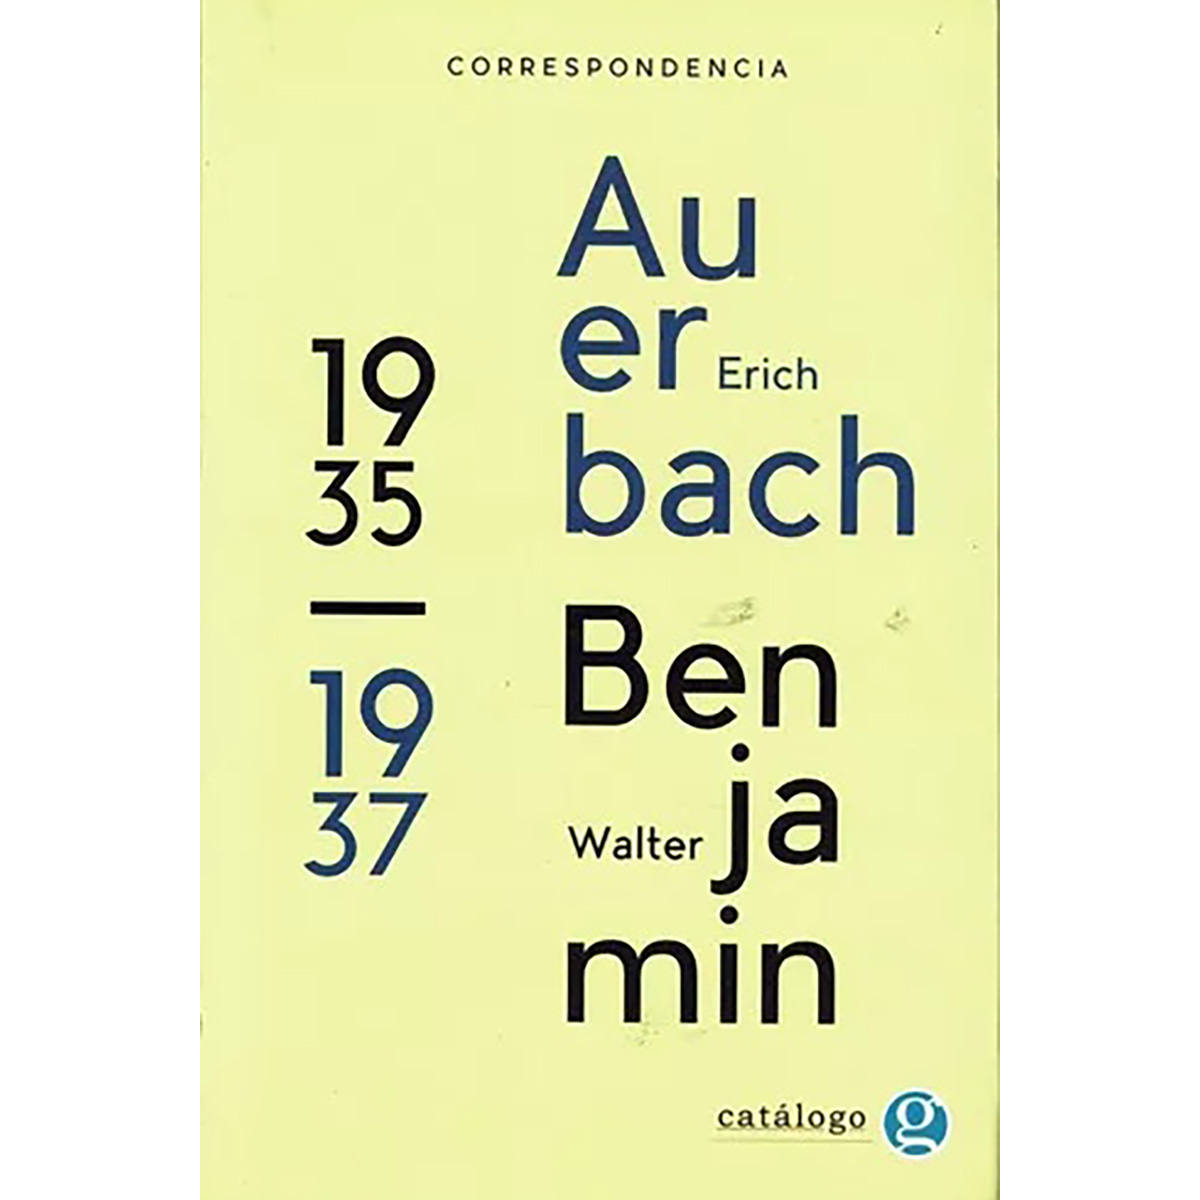 CORRESPONDENCIA
Au
er Erich
bach
Ben
Walter ja
min
19
35
19
37
catálogo g